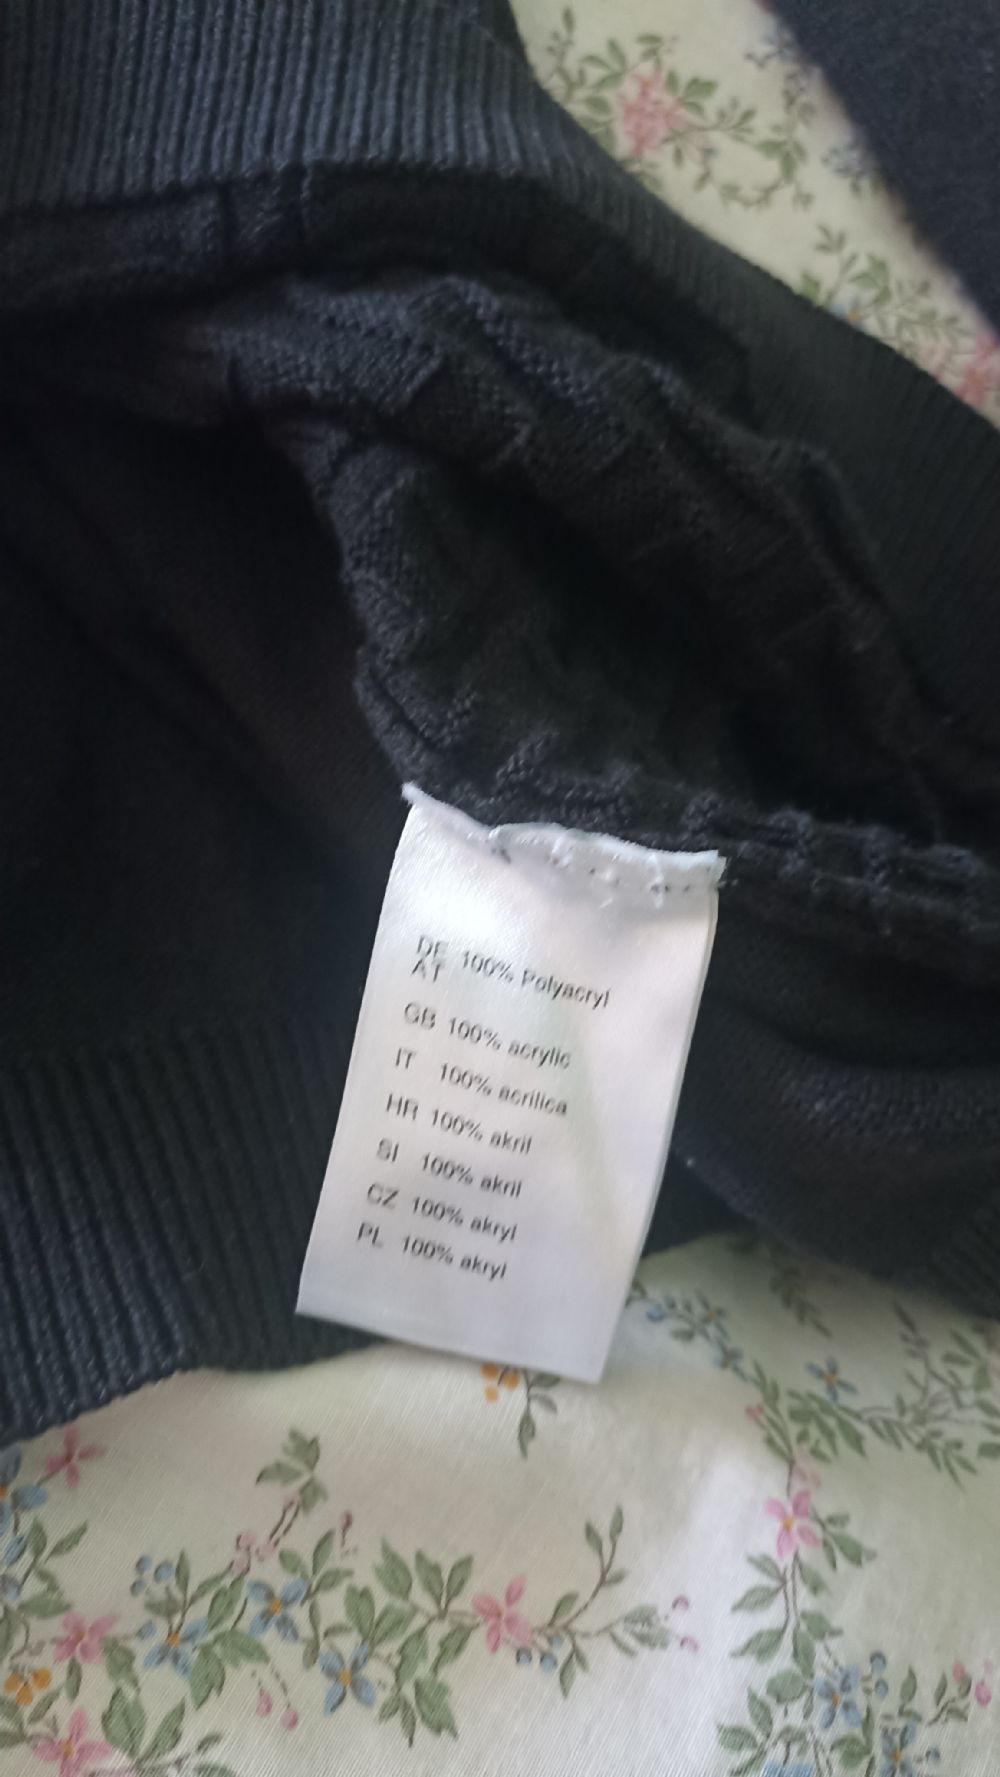 DE 100% Polyacryl
AT
GB 100% acrylic
IT 100% acrilica
HR 100% akril
SI 100% akril
CZ 100% akryl
PL 100% akryl